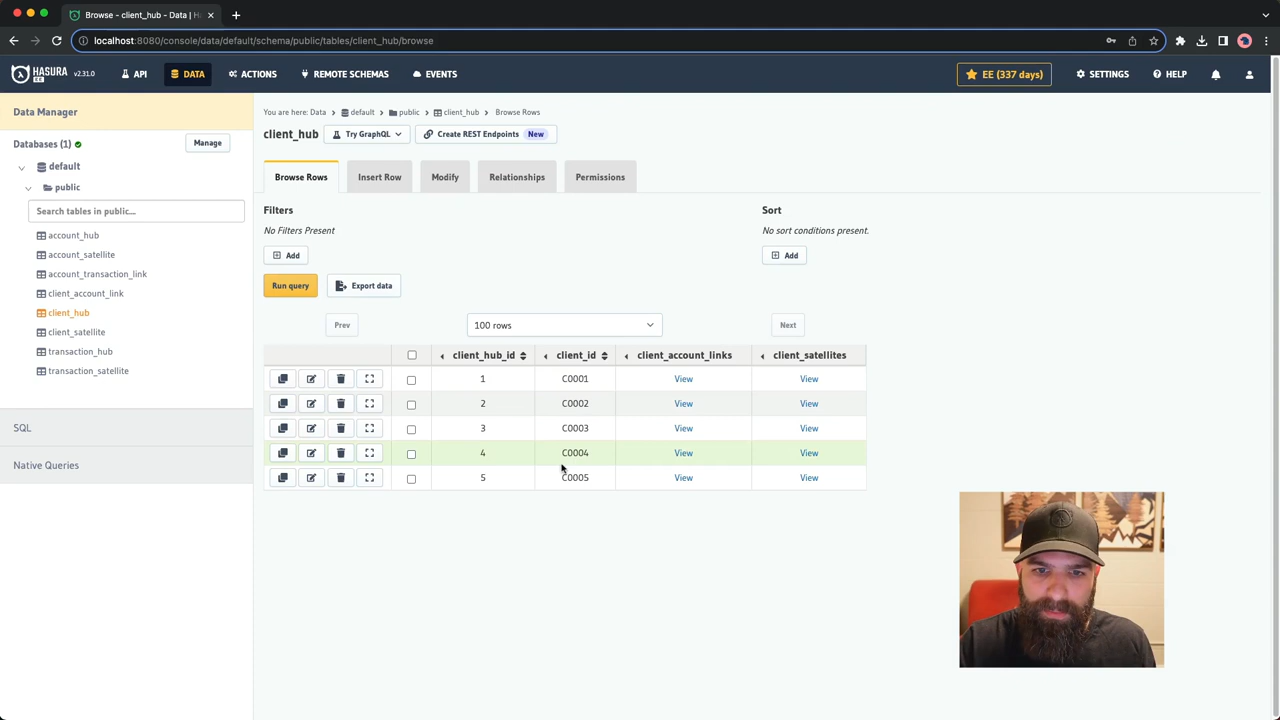 Browse - client_hub - Data | H
localhost:8080/console/data/default/schema/public/tables/client_hub/browse
HASURA EE v2.31.0
API
DATA
ACTIONS
REMOTE SCHEMAS
EVENTS
EE (337 days)
SETTINGS
HELP
Data Manager
Databases (1)
Manage
default
public
Search tables in public...
account_hub
account_satellite
account_transaction_link
client_account_link
client_hub
client_satellite
transaction_hub
transaction_satellite
SQL
Native Queries
You are here: Data > default > public > client_hub > Browse Rows
client_hub
Try GraphQL
Create REST Endpoints New
Browse Rows
Insert Row
Modify
Relationships
Permissions
Filters
No Filters Present
Add
Sort
No sort conditions present.
Add
Run query
Export data
Prev
100 rows
Next
client_hub_id client_id client_account_links client_satellites
1 C0001 View View
2 C0002 View View
3 C0003 View View
4 C0004 View View
5 C0005 View View